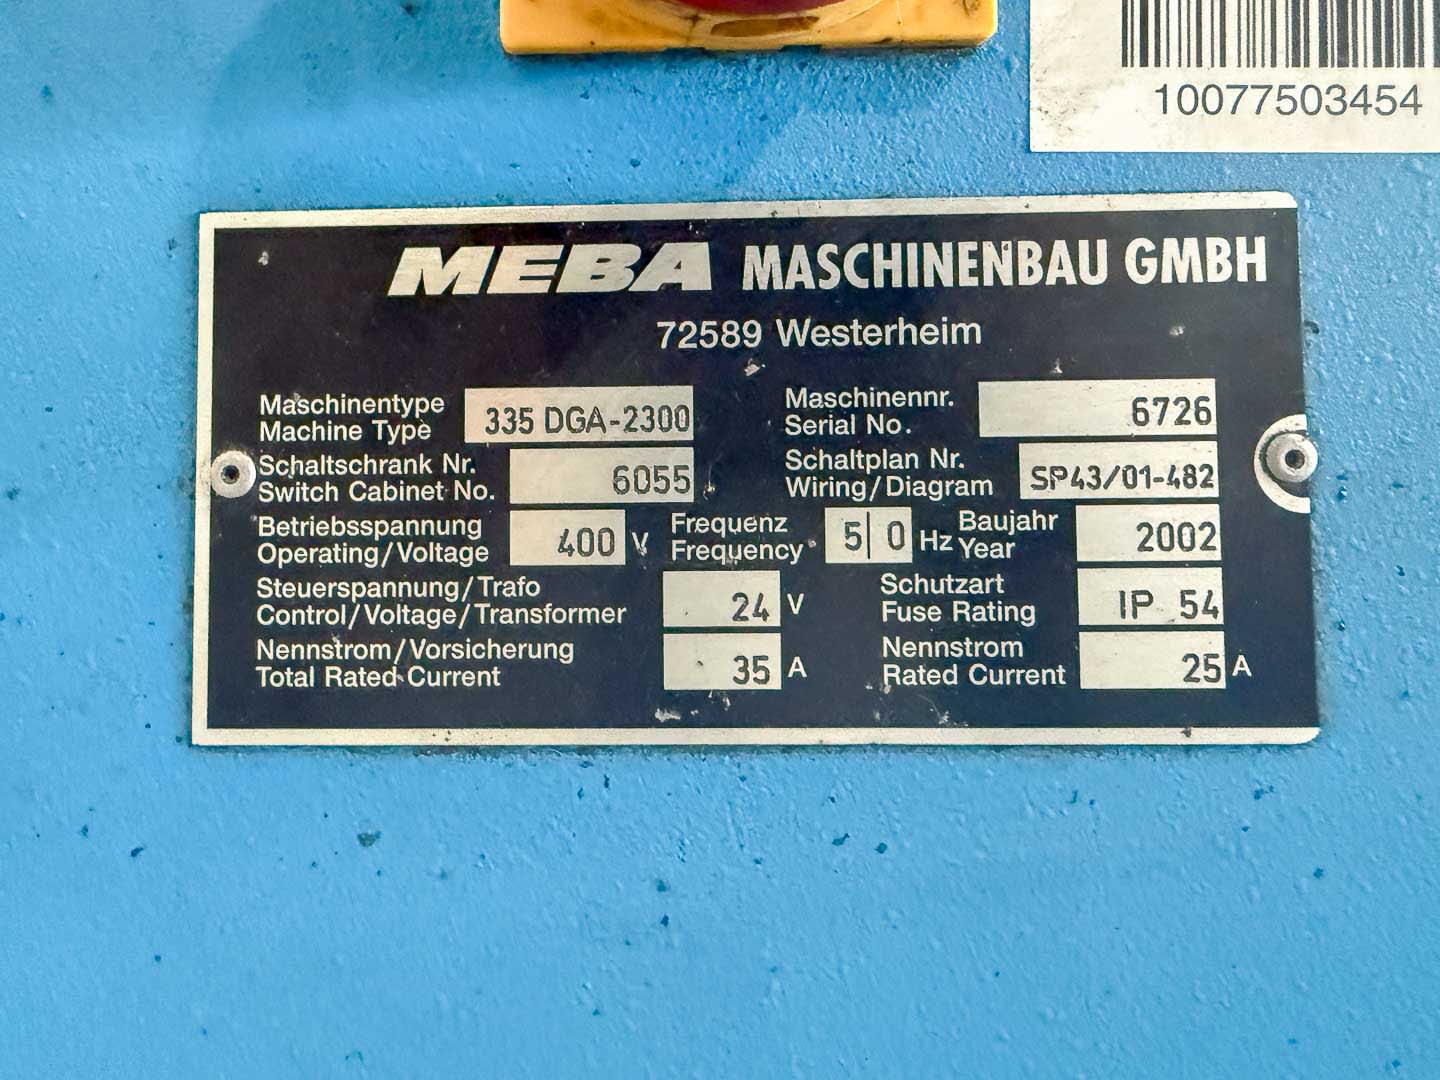 10077503454
MEBA MASCHINENBAU GMBH
72589 Westerheim
Maschinentype
Machine Type 335 DGA-2300
Maschinennr.
Serial No. 6726
Schaltschrank Nr.
Switch Cabinet No. 6055
Schaltplan Nr.
Wiring/Diagram SP43/01-482
Betriebsspannung
Operating/Voltage 400 V
Frequenz
Frequency 5|0 Hz
Baujahr
Year 2002
Steuerspannung/Trafo
Control/Voltage/Transformer 24 V
Schutzart
Fuse Rating IP 54
Nennstrom/Vorsicherung
Total Rated Current 35 A
Nennstrom
Rated Current 25 A